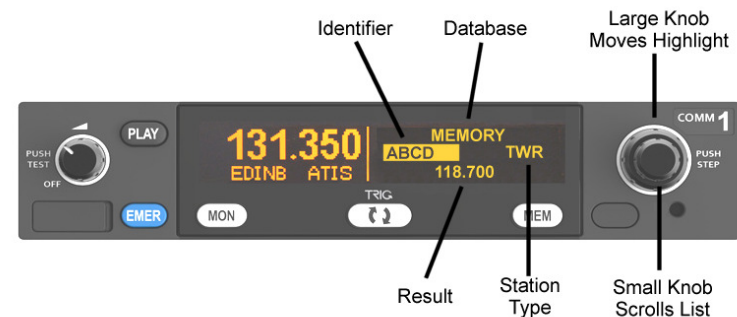 Identifier
Database
Large Knob
Moves Highlight
PUSH
TEST
OFF
PLAY
EMER
131.350
EDINB ATIS
MEMORY
ABCD
TWR
118.700
TRIG
MON
MEM
COMM 1
PUSH
STEP
Result
Station
Type
Small Knob
Scrolls List